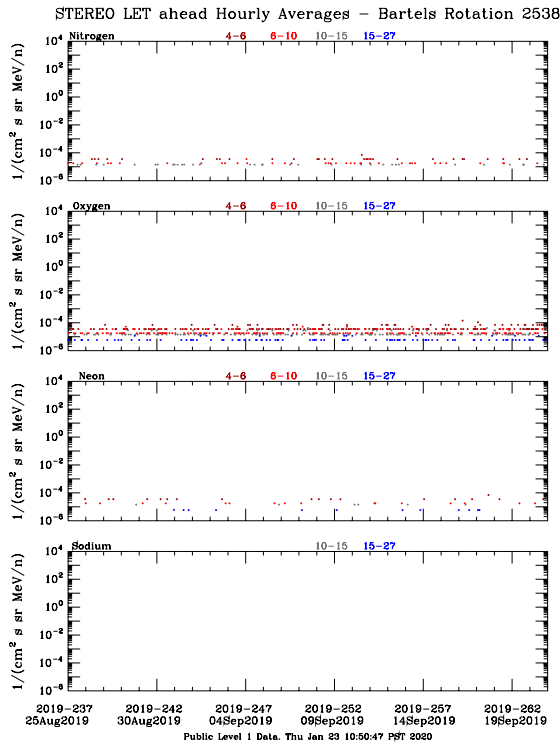 STEREO LET ahead Hourly Averages – Bartels Rotation 2538
Nitrogen 4–6 6–10 10–15 15–27
10^4
10^2
10^0
10^-2
10^-4
10^-6
1/(cm^2 s sr MeV/n)
Oxygen 4–6 6–10 10–15 15–27
10^4
10^2
10^0
10^-2
10^-4
10^-6
1/(cm^2 s sr MeV/n)
Neon 4–6 6–10 10–15 15–27
10^4
10^2
10^0
10^-2
10^-4
10^-6
1/(cm^2 s sr MeV/n)
Sodium 10–15 15–27
10^4
10^2
10^0
10^-2
10^-4
10^-6
1/(cm^2 s sr MeV/n)
2019–237 2019–242 2019–247 2019–252 2019–257 2019–262
25Aug2019 30Aug2019 04Sep2019 09Sep2019 14Sep2019 19Sep2019
Public Level 1 Data, Thu Jan 23 10:50:47 PST 2020